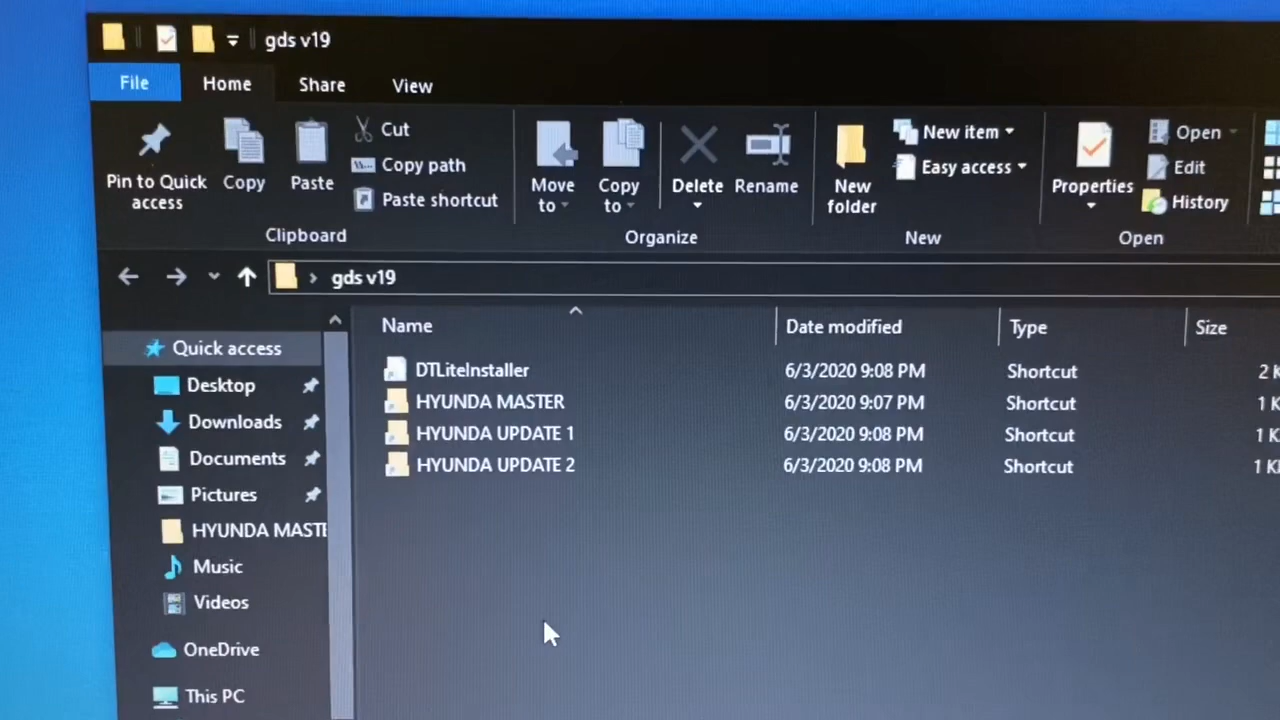 gds v19
File Home Share View
Pin to Quick access
Copy
Paste
Cut
Copy path
Paste shortcut
Move to
Copy to
Delete
Rename
New folder
New item
Easy access
Properties
Open
Edit
History
Clipboard Organize New Open
gds v19
Name Date modified Type Size
DTLiteInstaller 6/3/2020 9:08 PM Shortcut 2 K
HYUNDA MASTER 6/3/2020 9:07 PM Shortcut 1 K
HYUNDA UPDATE 1 6/3/2020 9:08 PM Shortcut 1 K
HYUNDA UPDATE 2 6/3/2020 9:08 PM Shortcut 1 K
Quick access
Desktop
Downloads
Documents
Pictures
HYUNDA MASTE
Music
Videos
OneDrive
This PC